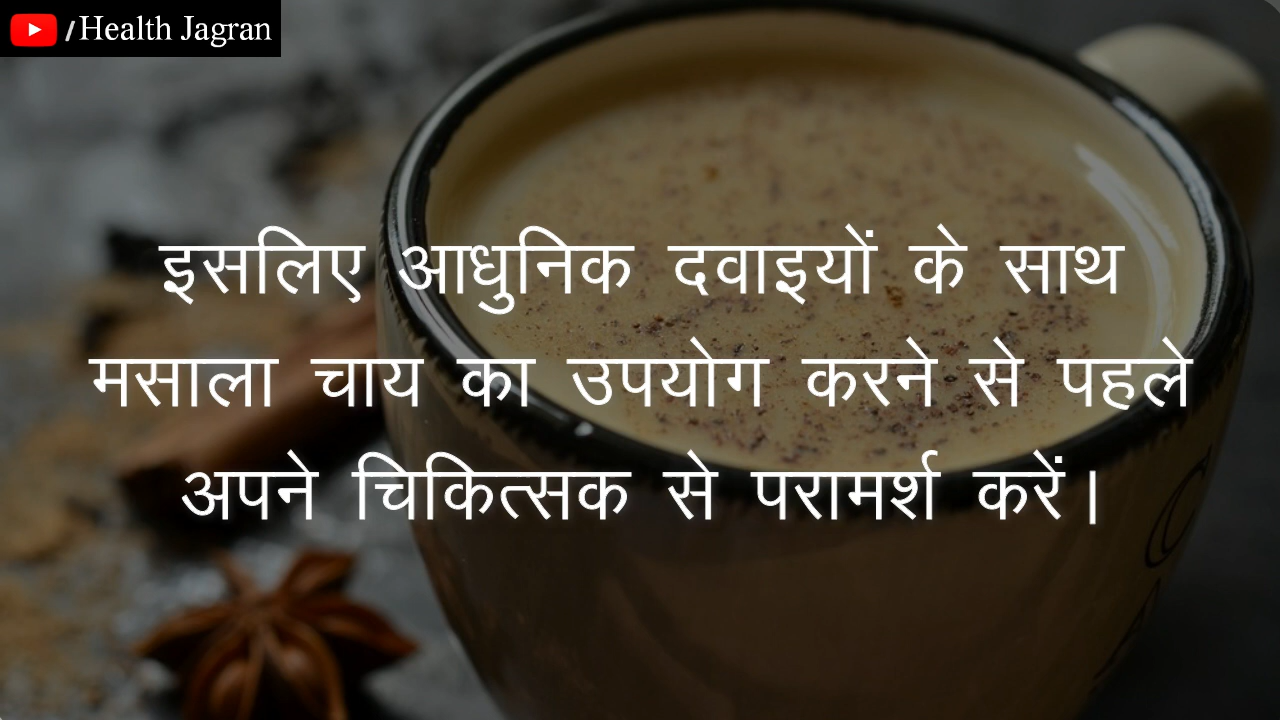 /Health Jagran
इसलिए आधुनिक दवाइयों के साथ
मसाला चाय का उपयोग करने से पहले
अपने चिकित्सक से परामर्श करें।